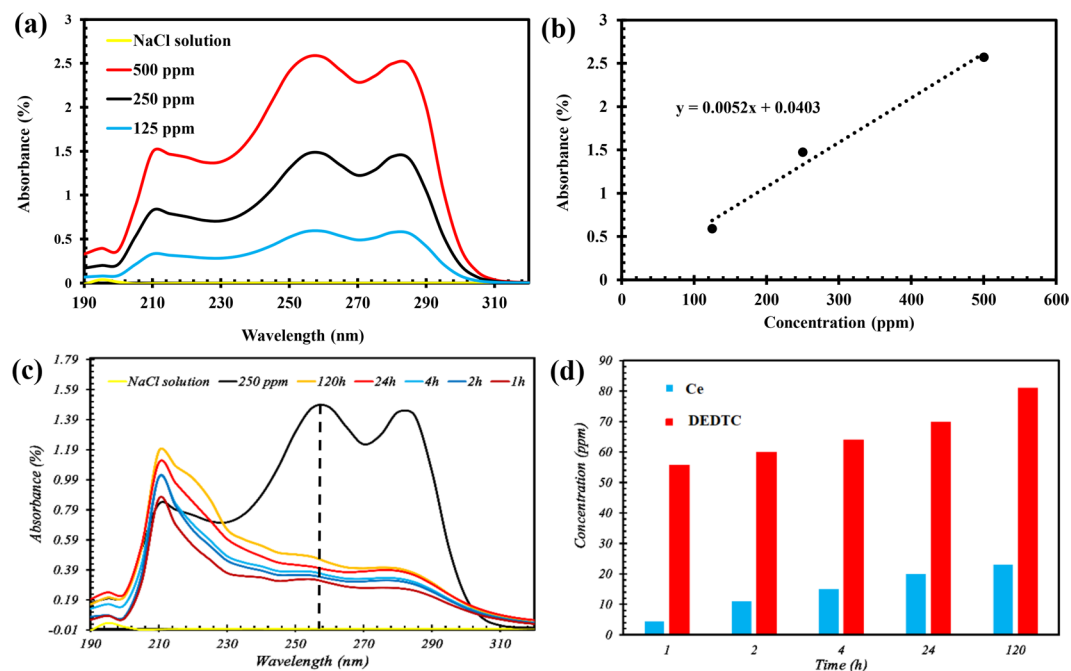 (a)
Absorbance (%)
3
2.5
2
1.5
1
0.5
0
NaCl solution
500 ppm
250 ppm
125 ppm
190 210 230 250 270 290 310
Wavelength (nm)
(b)
Absorbance (%)
3
2.5
2
1.5
1
0.5
0
y = 0.0052x + 0.0403
0 100 200 300 400 500 600
Concentration (ppm)
(c)
Absorbance (%)
1.79
1.59
1.39
1.19
0.99
0.79
0.59
0.39
0.19
-0.01
NaCl solution 250 ppm 120h 24h 4h 2h 1h
190 210 230 250 270 290 310
Wavelength (nm)
(d)
Concentration (ppm)
90
80
70
60
50
40
30
20
10
0
Ce
DEDTC
1 2 4 24 120
Time (h)